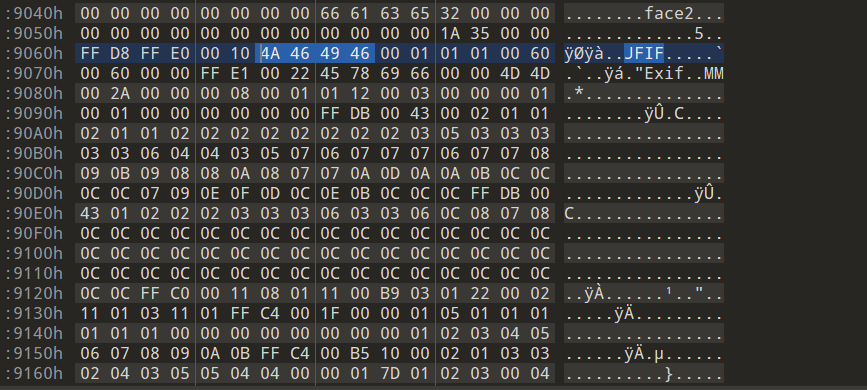 :9040h 00 00 00 00 00 00 00 00 66 61 63 65 32 00 00 00 ........face2...
:9050h 00 00 00 00 00 00 00 00 00 00 00 00 1A 35 00 00 .............5..
:9060h FF D8 FF E0 00 10 4A 46 49 46 00 01 01 01 00 60 ÿØÿà..JFIF.....`
:9070h 00 60 00 00 FF E1 00 22 45 78 69 66 00 00 4D 4D .`..ÿá."Exif..MM
:9080h 00 2A 00 00 00 08 00 01 01 12 00 03 00 00 00 01 .*..............
:9090h 00 01 00 00 00 00 00 00 FF DB 00 43 00 02 01 01 ........ÿÛ.C....
:90A0h 02 01 01 02 02 02 02 02 02 02 02 03 05 03 03 03 ................
:90B0h 03 03 06 04 04 03 05 07 06 07 07 07 06 07 07 08 ................
:90C0h 09 0B 09 08 08 0A 08 07 07 0A 0D 0A 0A 0B 0C 0C ................
:90D0h 0C 0C 07 09 0E 0F 0D 0C 0E 0B 0C 0C 0C FF DB 00 .............ÿÛ.
:90E0h 43 01 02 02 02 03 03 03 06 03 03 06 0C 08 07 08 C...............
:90F0h 0C 0C 0C 0C 0C 0C 0C 0C 0C 0C 0C 0C 0C 0C 0C 0C ................
:9100h 0C 0C 0C 0C 0C 0C 0C 0C 0C 0C 0C 0C 0C 0C 0C 0C ................
:9110h 0C 0C 0C 0C 0C 0C 0C 0C 0C 0C 0C 0C 0C 0C 0C 0C ................
:9120h 0C 0C FF C0 00 11 08 01 11 00 B9 03 01 22 00 02 ..ÿÀ......¹.."..
:9130h 11 01 03 11 01 FF C4 00 1F 00 00 01 05 01 01 01 .....ÿÄ.........
:9140h 01 01 01 00 00 00 00 00 00 00 00 01 02 03 04 05 ................
:9150h 06 07 08 09 0A 0B FF C4 00 B5 10 00 02 01 03 03 ......ÿÄ.µ......
:9160h 02 04 03 05 05 04 04 00 00 01 7D 01 02 03 00 04 ..........}.....